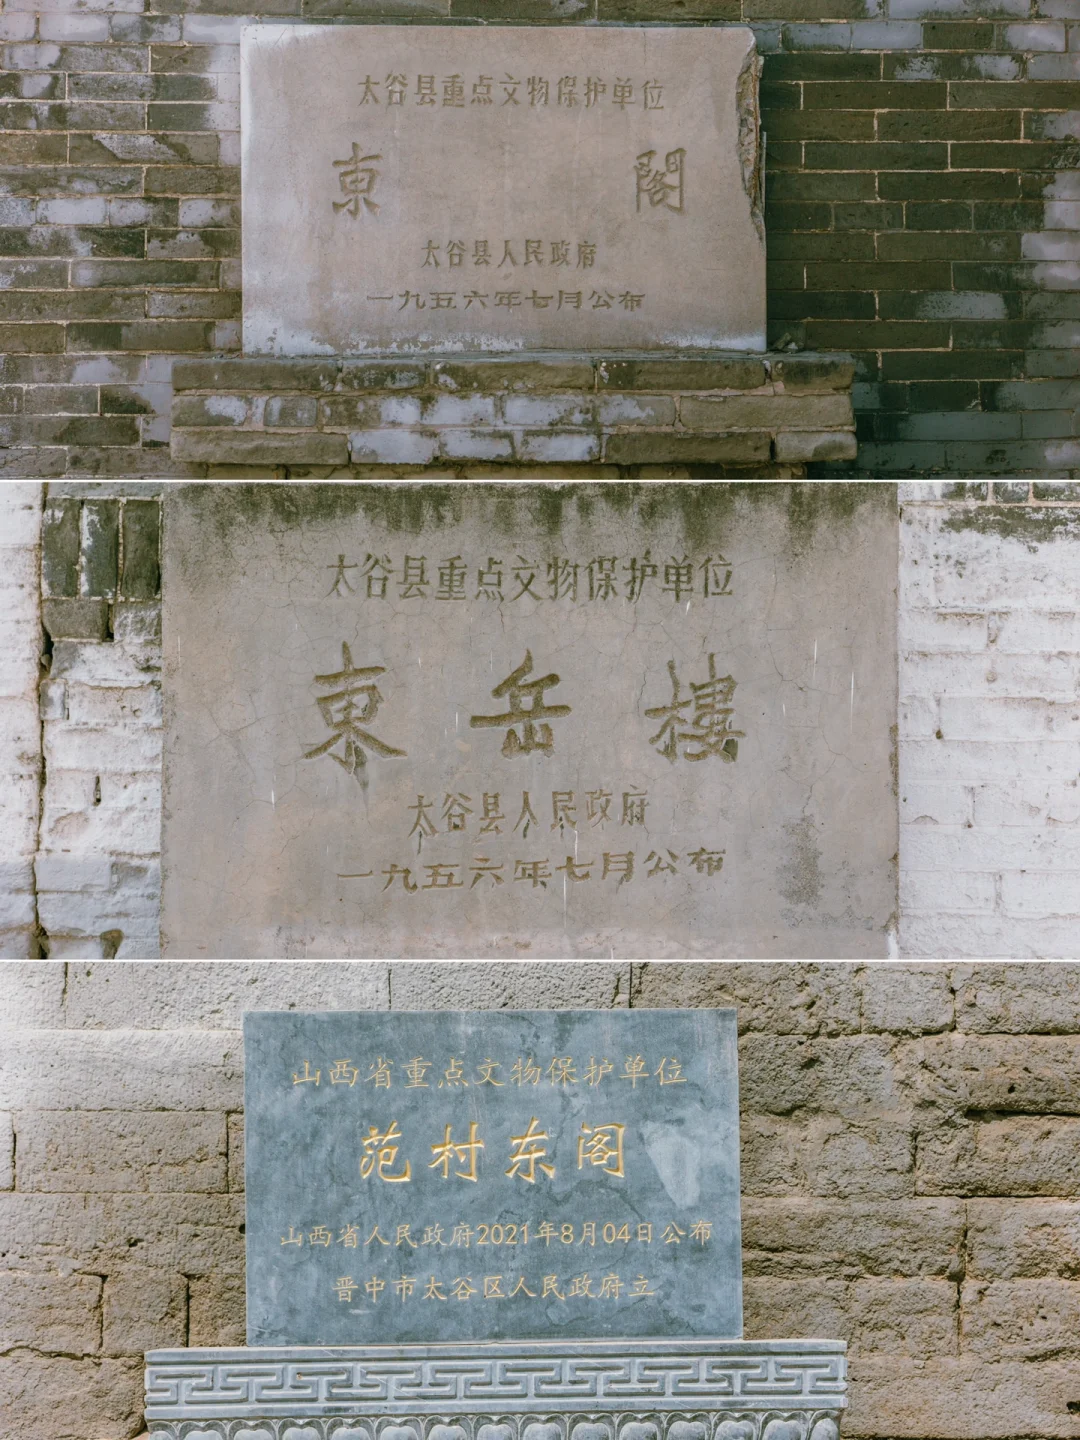 太谷县重点文物保护单位
東閣
太谷县人民政府
一九五六年七月公布
太谷县重点文物保护单位
東岳樓
太谷县人民政府
一九五六年七月公布
山西省重点文物保护单位
范村东阁
山西省人民政府2021年8月04日公布
晋中市太谷区人民政府立